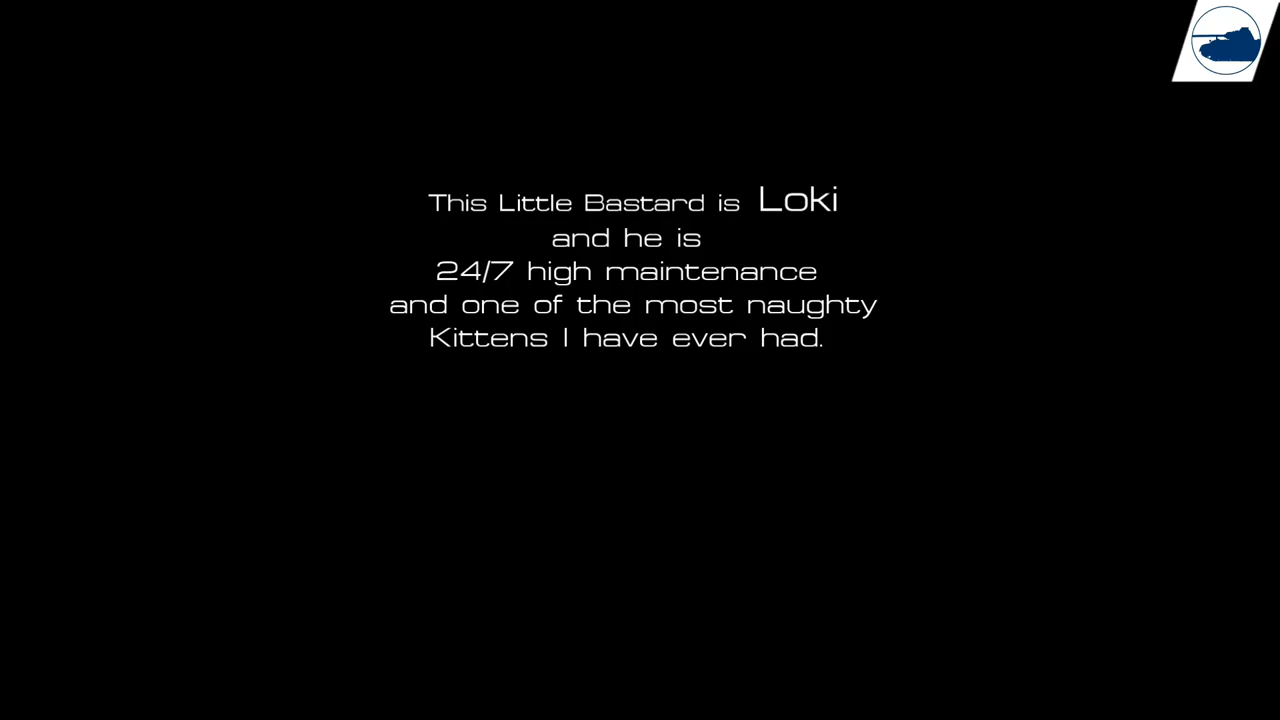 This Little Bastard is Loki
and he is
24/7 high maintenance
and one of the most naughty
Kittens I have ever had.